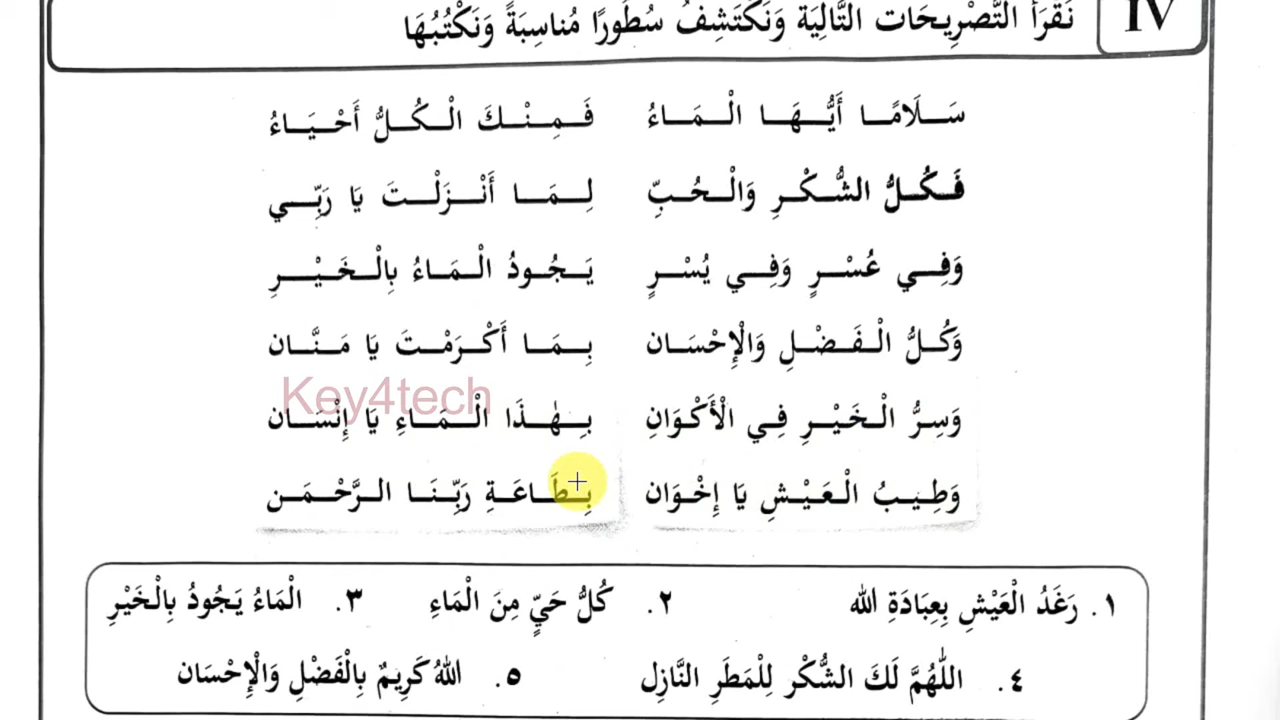 IV نَقْرَأُ التَّصْرِيحَات التَّالِيَة وَنَكْتَشِفُ سُطُورًا مُنَاسِبَةً وَنَكْتُبُهَا
سَلَامًا أَيُّهَا الْمَاءُ فَمِنْكَ الْكُلُّ أَحْيَاءُ
فَكُلُّ الشُّكْرِ وَالْحُبِّ لِمَا أَنْزَلْتَ يَا رَبِّي
وَفِي عُسْرٍ وَفِي يُسْرٍ يَجُودُ الْمَاءُ بِالْخَيْرِ
وَكُلُّ الْفَضْلِ وَالْإِحْسَان بِمَا أَكْرَمْتَ يَا مَنَّان
Key4tech
وَسِرُّ الْخَيْرِ فِي الْأَكْوَانِ بِهٰذَا الْمَاءِ يَا إِنْسَان
وَطِيبُ الْعَيْشِ يَا إِخْوَان بِطَاعَةِ رَبِّنَا الرَّحْمَن
١. رَغَدُ الْعَيْشِ بِعِبَادَةِ الله ٢. كُلُّ حَيٍّ مِنَ الْمَاءِ ٣. الْمَاءُ يَجُودُ بِالْخَيْرِ
٤. اللّٰهُمَّ لَكَ الشُّكْر لِلْمَطَرِ النَّازِل ٥. اللهُ كَرِيمٌ بِالْفَضْلِ وَالْإِحْسَان